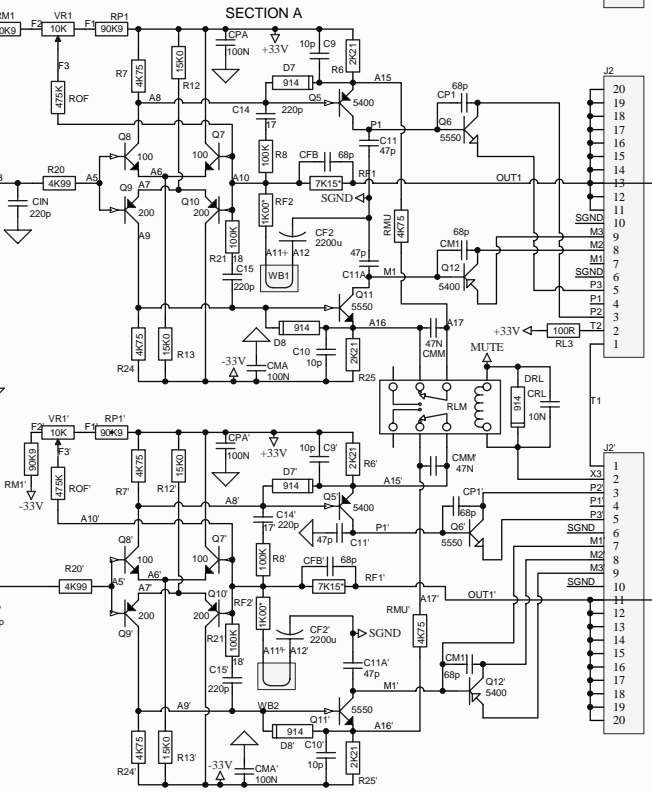 SECTION A
RM1 F2 VR1 F1 RP1
0K9 10K 90K9
F3
475K ROF
R7 4K75
15K0 R12
CPA 100N
+33V
10p C9
2K21 R6
D7 914
A15
A8
C14 220p
17
Q5 5400
P1
68p
CP1
Q6
5550
C11
47p
Q8 100
Q7 100
100K R8
CFB 68p
R20 4K99
A5
A6
A10
7K15* RF1
OUT1
CIN
220p
Q9 200
A7
Q10 200
1K00* RF2
SGND
RMU 4K75
A9
100K
R21 18
C15
220p
CF2
2200u
A11+ A12
WB1
47p
C11A
M1
68p
CM1
Q12
5400
Q11
5550
D8 914
A16
A17
47N
CMM
4K75 R24
15K0 R13
-33V
CMA
100N
C10
10p
2K21 R25
MUTE
RLM
914 DRL
CRL
10N
+33V 100R
RL3
T1
J2
20
19
18
17
16
15
14
13
12
11
SGND 10
M3 9
M2 8
M1 7
SGND 6
P3 5
P1 4
P2 3
T2 2
1
F2' VR1' F1' RP1'
10K 90K9
90K9
RM1'
-33V
F3'
475K ROF'
4K75 R7'
15K0 R12'
CPA'
100N
+33V
10p C9'
2K21 R6'
D7' 914
A15'
CMM'
47N
A8'
A10'
C14'
220p
17'
Q5'
5400
47p C11'
P1'
CP1'
68p
Q6'
5550
Q8' 100
Q7' 100
100K R8'
CFB' 68p
R20' 4K99
A5'
A6'
7K15* RF1'
A17'
OUT1'
A7'
200
Q9'
Q10'
200
RF2' 1K00*
R21 100K
18'
C15'
220p
CF2'
2200u
A11'+ A12'
SGND
RMU'
4K75
C11A'
47p
WB2
A9'
M1'
CM1'
68p
Q12'
5400
5550
Q11'
D8' 914
A16'
4K75 R24'
15K0 R13'
-33V
CMA'
100N
C10'
10p
2K21 R25'
J2'
1
X3 2
P2' 3
P1' 4
P3' 5
SGND 6
M1' 7
M2' 8
M3' 9
SGND 10
11
12
13
14
15
16
17
18
19
20